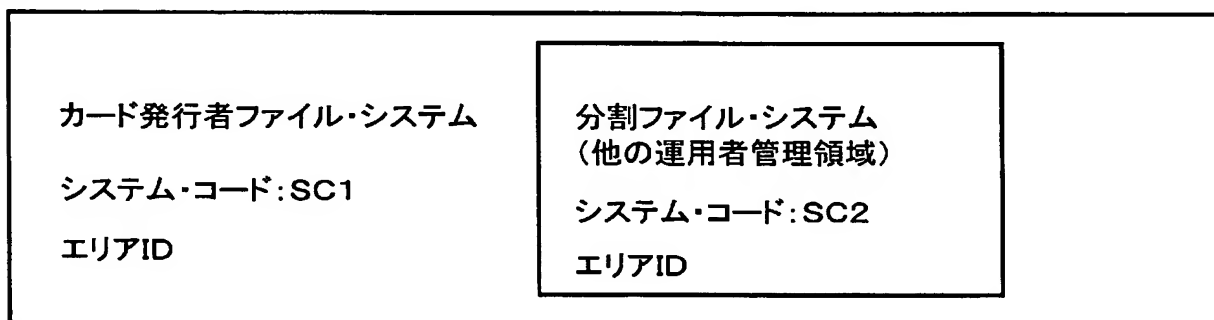 カード発行者ファイル・システム
システム・コード:SC1
エリアID
分割ファイル・システム
(他の運用者管理領域)
システム・コード:SC2
エリアID